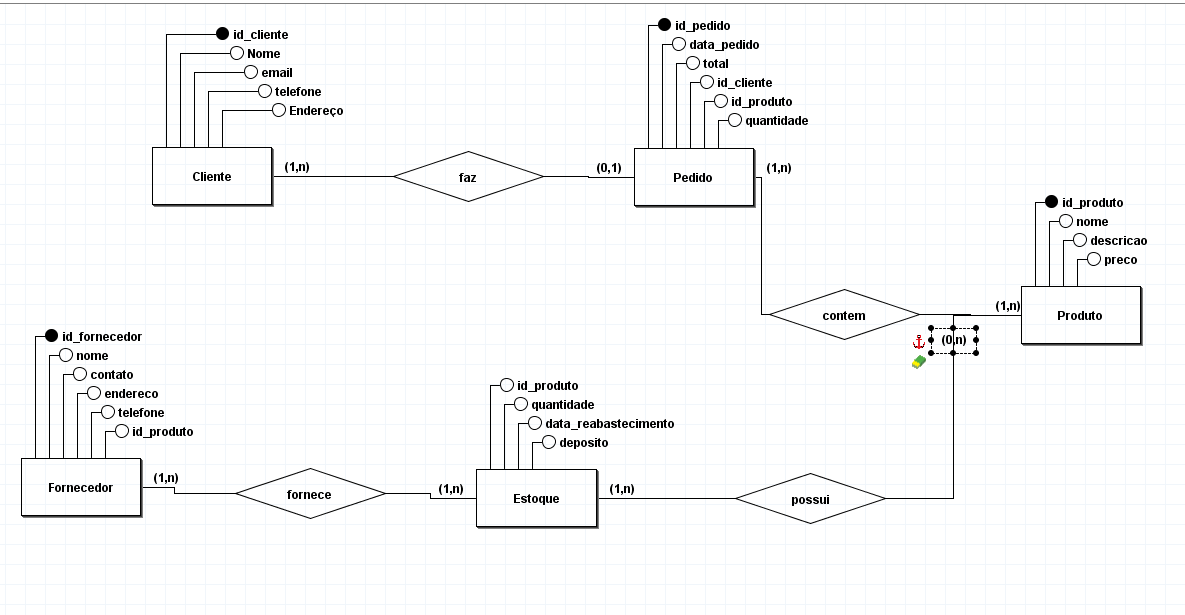 id_cliente
Nome
email
telefone
Endereço
Cliente
(1,n)
faz
(0,1)
id_pedido
data_pedido
total
id_cliente
id_produto
quantidade
Pedido
(1,n)
contem
(1,n)
id_produto
nome
descricao
preco
Produto
(0,n)
id_fornecedor
nome
contato
endereco
telefone
id_produto
Fornecedor
(1,n)
fornece
(1,n)
id_produto
quantidade
data_reabastecimento
deposito
Estoque
(1,n)
possui